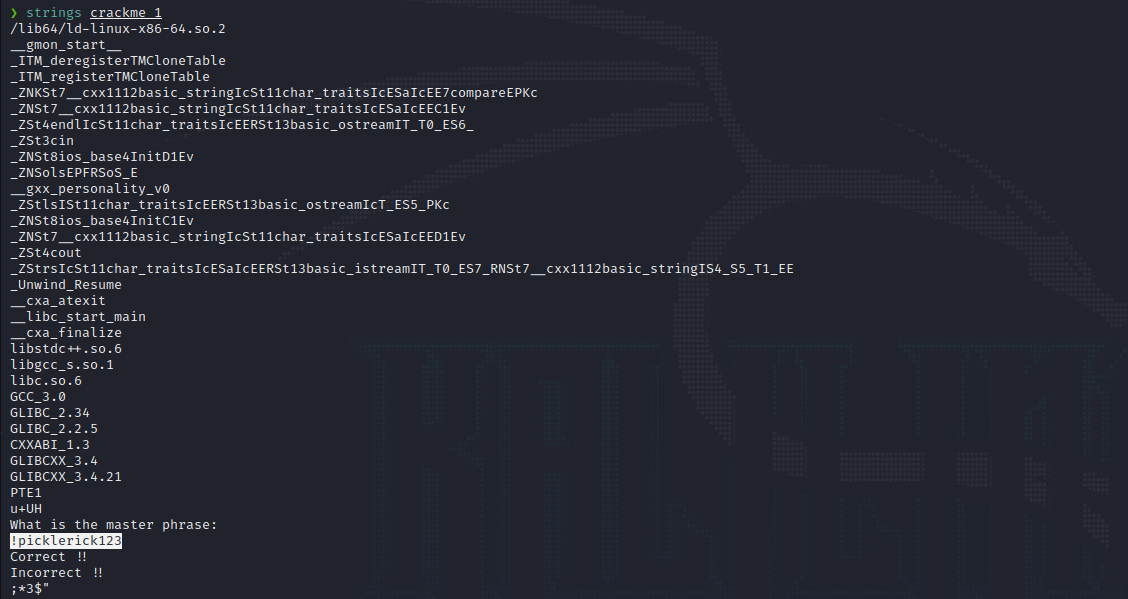 ❯ strings crackme_1
/lib64/ld-linux-x86-64.so.2
__gmon_start__
_ITM_deregisterTMCloneTable
_ITM_registerTMCloneTable
_ZNKSt7__cxx1112basic_stringIcSt11char_traitsIcESaIcEE7compareEPKc
_ZNSt7__cxx1112basic_stringIcSt11char_traitsIcESaIcEEC1Ev
_ZSt4endlIcSt11char_traitsIcEERSt13basic_ostreamIT_T0_ES6_
_ZSt3cin
_ZNSt8ios_base4InitD1Ev
_ZNSolsEPFRSoS_E
__gxx_personality_v0
_ZStlsISt11char_traitsIcEERSt13basic_ostreamIcT_ES5_PKc
_ZNSt8ios_base4InitC1Ev
_ZNSt7__cxx1112basic_stringIcSt11char_traitsIcESaIcEED1Ev
_ZSt4cout
_ZStrsIcSt11char_traitsIcESaIcEERSt13basic_istreamIT_T0_ES7_RNSt7__cxx1112basic_stringIS4_S5_T1_EE
_Unwind_Resume
__cxa_atexit
__libc_start_main
__cxa_finalize
libstdc++.so.6
libgcc_s.so.1
libc.so.6
GCC_3.0
GLIBC_2.34
GLIBC_2.2.5
CXXABI_1.3
GLIBCXX_3.4
GLIBCXX_3.4.21
PTE1
u+UH
What is the master phrase:
!picklerick123
Correct !!
Incorrect !!
;*3$"